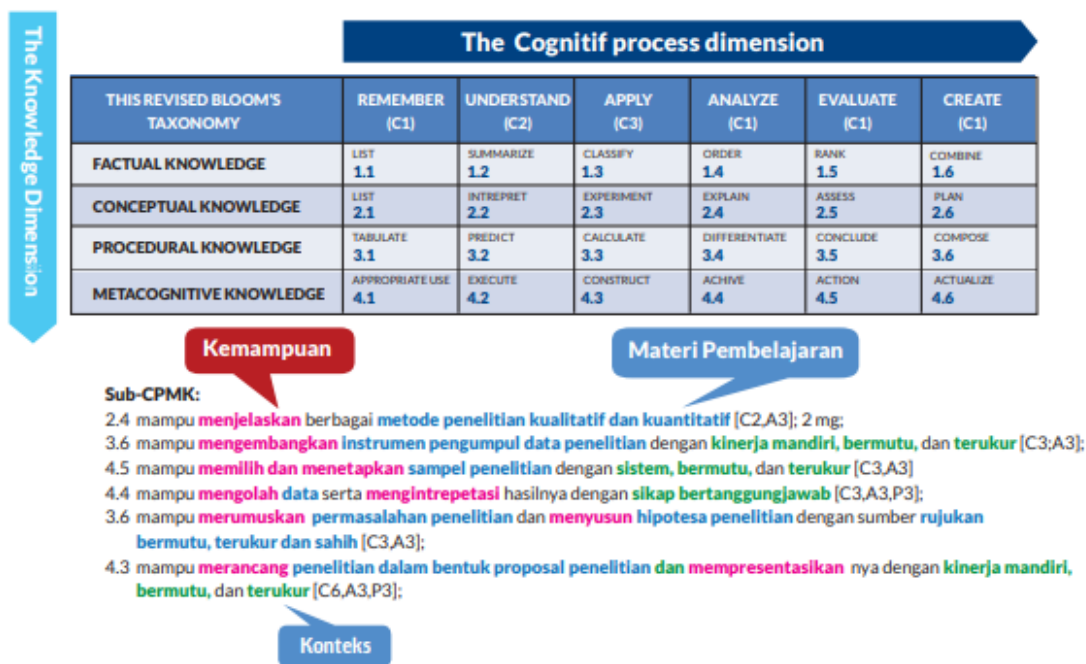 The Cognitif process dimension
The Knowledge Dimension
THIS REVISED BLOOM'S TAXONOMY REMEMBER (C1) UNDERSTAND (C2) APPLY (C3) ANALYZE (C1) EVALUATE (C1) CREATE (C1)
FACTUAL KNOWLEDGE LIST 1.1 SUMMARIZE 1.2 CLASSIFY 1.3 ORDER 1.4 RANK 1.5 COMBINE 1.6
CONCEPTUAL KNOWLEDGE LIST 2.1 INTREPRET 2.2 EXPERIMENT 2.3 EXPLAIN 2.4 ASSESS 2.5 PLAN 2.6
PROCEDURAL KNOWLEDGE TABULATE 3.1 PREDICT 3.2 CALCULATE 3.3 DIFFERENTIATE 3.4 CONCLUDE 3.5 COMPOSE 3.6
METACOGNITIVE KNOWLEDGE APPROPRIATE USE 4.1 EXECUTE 4.2 CONSTRUCT 4.3 ACHIVE 4.4 ACTION 4.5 ACTUALIZE 4.6
Kemampuan
Materi Pembelajaran
Sub-CPMK:
2.4 mampu menjelaskan berbagai metode penelitian kualitatif dan kuantitatif [C2,A3]; 2 mg;
3.6 mampu mengembangkan instrumen pengumpul data penelitian dengan kinerja mandiri, bermutu, dan terukur [C3;A3];
4.5 mampu memilih dan menetapkan sampel penelitian dengan sistem, bermutu, dan terukur [C3,A3]
4.4 mampu mengolah data serta mengintrepetasi hasilnya dengan sikap bertanggungjawab [C3,A3,P3];
3.6 mampu merumuskan permasalahan penelitian dan menyusun hipotesa penelitian dengan sumber rujukan
bermutu, terukur dan sahih [C3,A3];
4.3 mampu merancang penelitian dalam bentuk proposal penelitian dan mempresentasikan nya dengan kinerja mandiri,
bermutu, dan terukur [C6,A3,P3];
Konteks